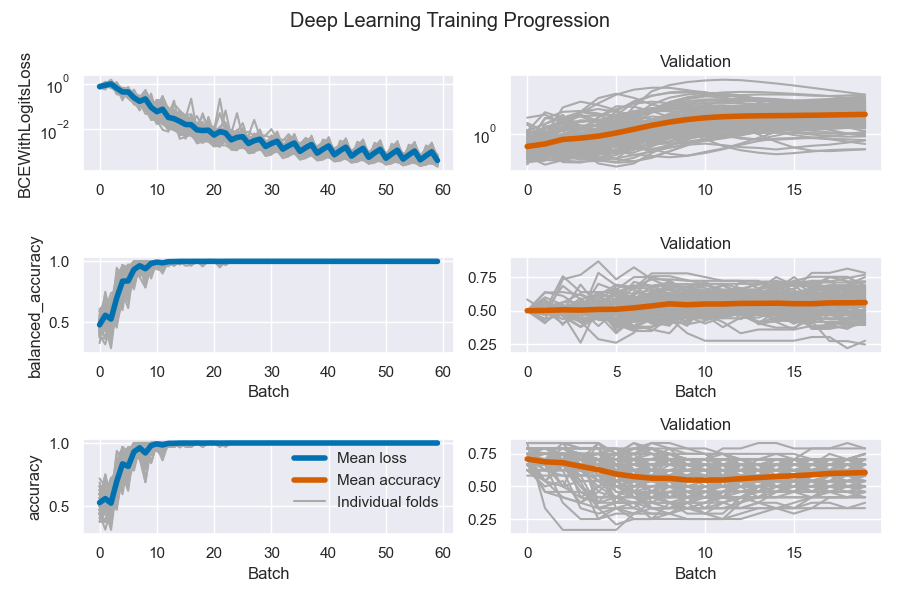 Deep Learning Training Progression
BCEWithLogitsLoss
10^0
10^-2
0 10 20 30 40 50 60
Validation
10^0
0 5 10 15
balanced_accuracy
1.0
0.5
0 10 20 30 40 50 60
Batch
Validation
0.75
0.50
0.25
0 5 10 15
Batch
accuracy
1.0
0.5
Mean loss
Mean accuracy
Individual folds
0 10 20 30 40 50 60
Batch
Validation
0.75
0.50
0.25
0 5 10 15
Batch